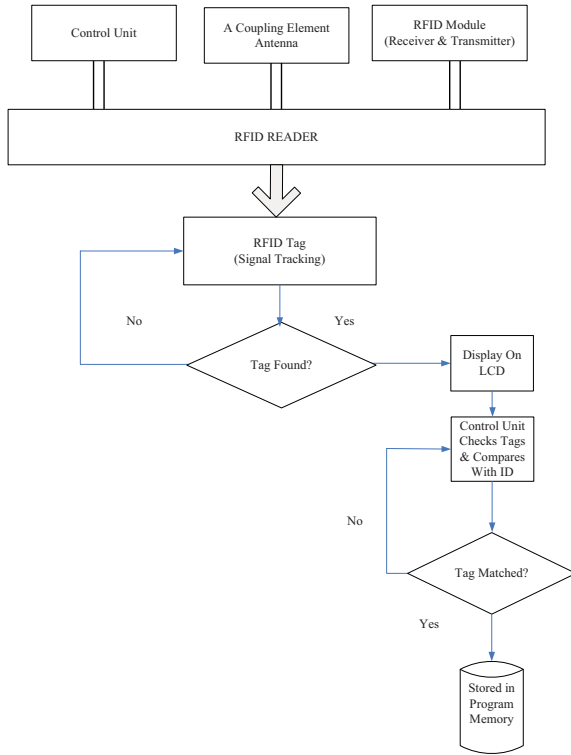 Control Unit
A Coupling Element
Antenna
RFID Module
(Receiver & Transmitter)
RFID READER
RFID Tag
(Signal Tracking)
No
Yes
Tag Found?
Display On
LCD
Control Unit
Checks Tags
& Compares
With ID
No
Tag Matched?
Yes
Stored in
Program
Memory